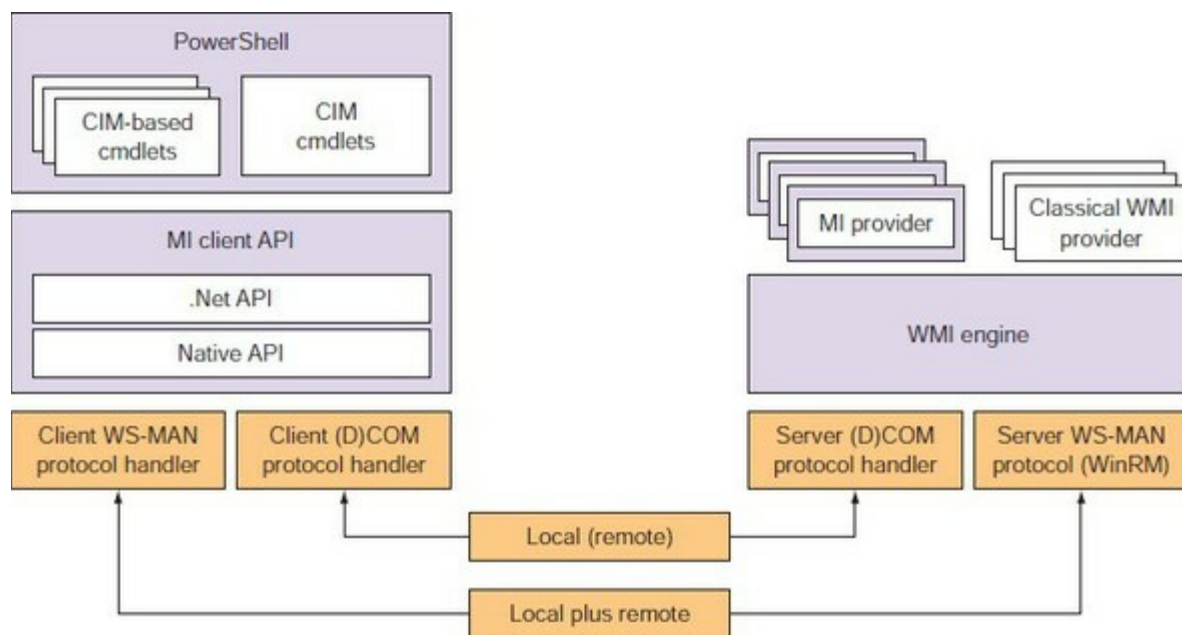 PowerShell
CIM-based
cmdlets
CIM
cmdlets
MI client API
.Net API
Native API
Client WS-MAN
protocol handler
Client (D)COM
protocol handler
MI provider
Classical WMI
provider
WMI engine
Server (D)COM
protocol handler
Server WS-MAN
protocol (WinRM)
Local (remote)
Local plus remote